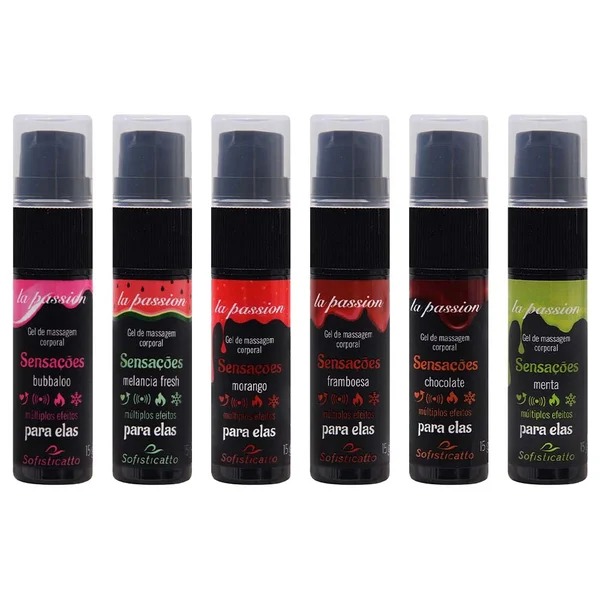 la passion
Gel de massagem
corporal
Sensações
bubbaloo
múltiplos efeitos
para elas
15
Sofisticatto
la passion
Gel de massagem
corporal
Sensações
melancia fresh
múltiplos efeitos
para elas
Sofisticatto
la passion
Gel de massagem
corporal
Sensações
morango
múltiplos efeitos
para elas
15g
Sofisticatto
la passion
Gel de massagem
corporal
Sensações
framboesa
múltiplos efeitos
para elas
15g
Sofisticatto
la passion
Gel de massagem
corporal
Sensações
chocolate
múltiplos efeitos
para elas
15g
Sofisticatto
la passion
Gel de massagem
corporal
Sensações
menta
múltiplos efeitos
para elas
15
Sofisticatto